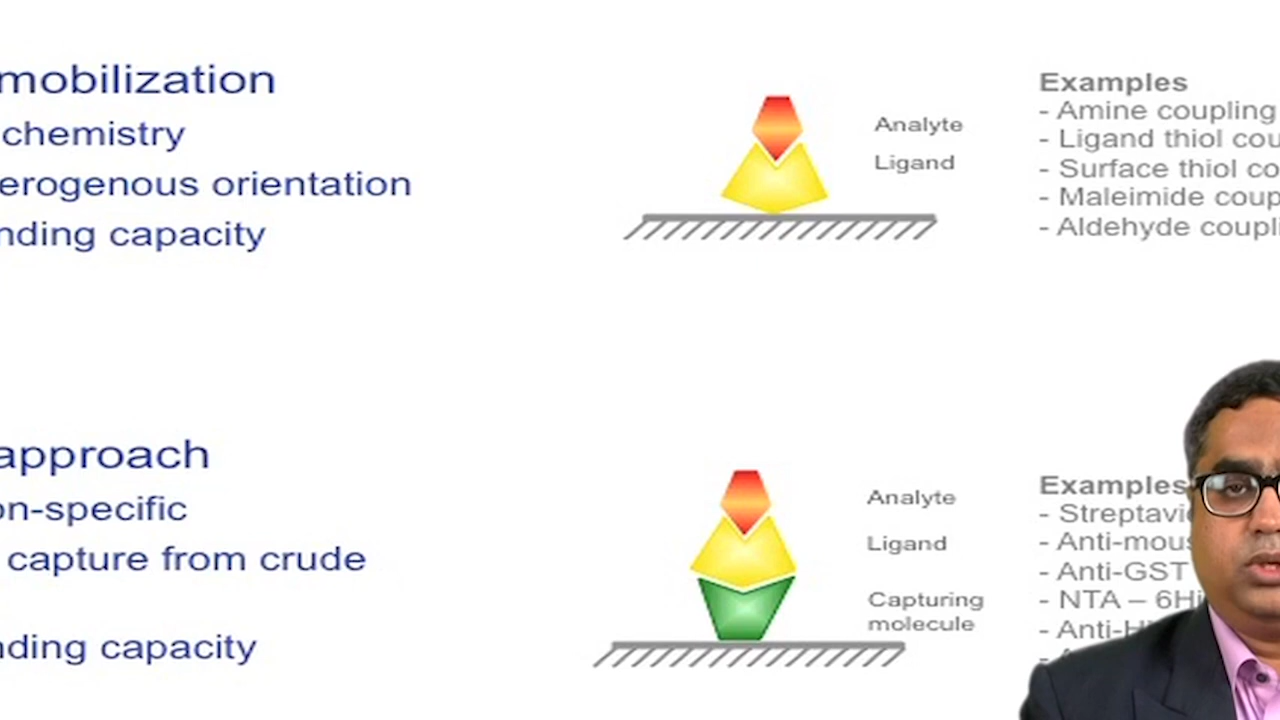 mobilization
chemistry
erogenous orientation
nding capacity
Analyte
Ligand
Examples
- Amine coupling
- Ligand thiol cou
- Surface thiol co
- Maleimide coup
- Aldehyde coupli
approach
on-specific
capture from crude
nding capacity
Analyte
Ligand
Capturing
molecule
Examples
- Streptavi
- Anti-mous
- Anti-GST
- NTA – 6Hi